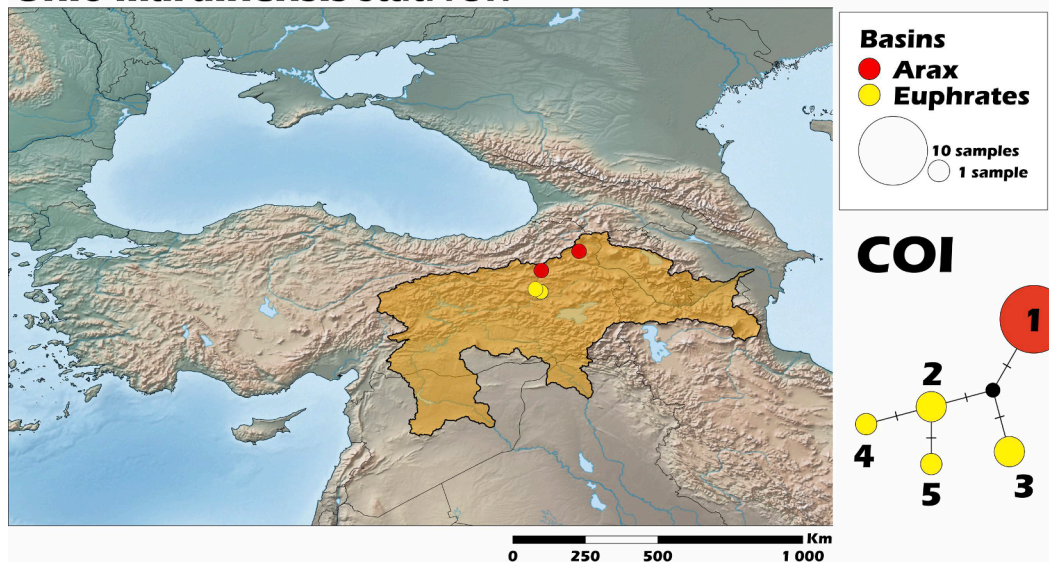 Basins
Arax
Euphrates
10 samples
1 sample
COI
1
2
4
5
3
Km
0 250 500 1 000